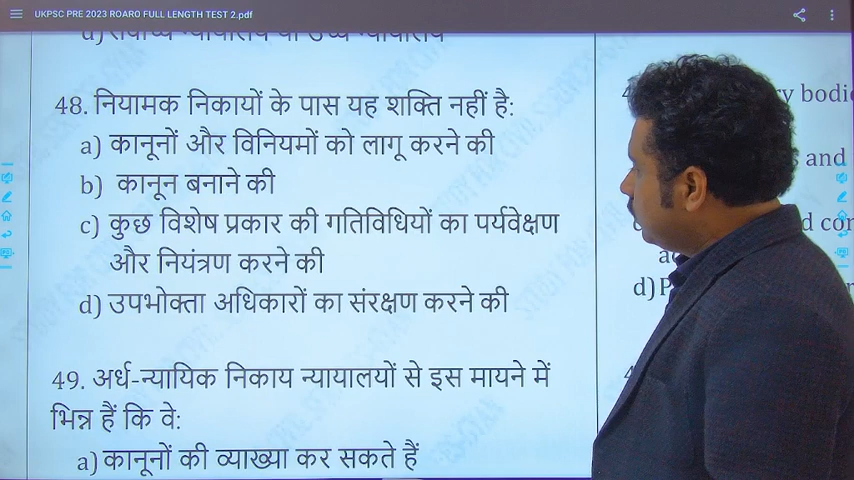 UKPSC PRE 2023 ROARO FULL LENGTH TEST 2.pdf
48. नियामक निकायों के पास यह शक्ति नहीं है:
a) कानूनों और विनियमों को लागू करने की
b) कानून बनाने की
c) कुछ विशेष प्रकार की गतिविधियों का पर्यवेक्षण
और नियंत्रण करने की
d) उपभोक्ता अधिकारों का संरक्षण करने की
49. अर्ध-न्यायिक निकाय न्यायालयों से इस मायने में
भिन्न हैं कि वे:
a) कानूनों की व्याख्या कर सकते हैं
and
d)